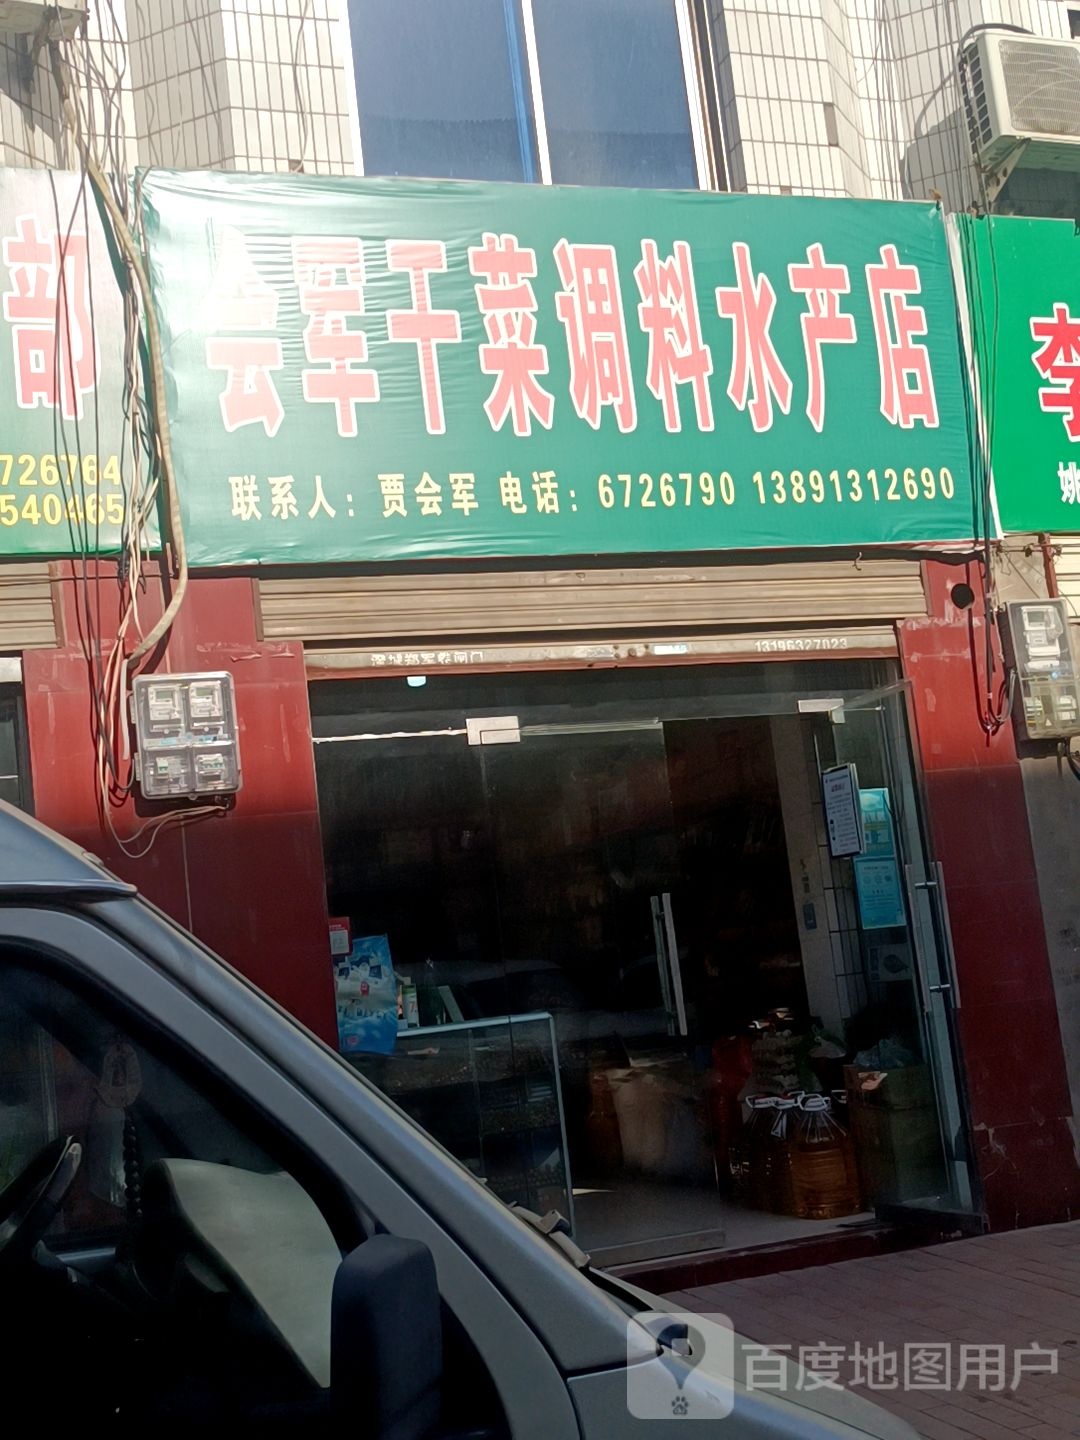 部
726764
540465
会军干菜调料水产店
联系人：贾会军 电话：6726790 13891312690
李
姚
13196327023
百度地图用户